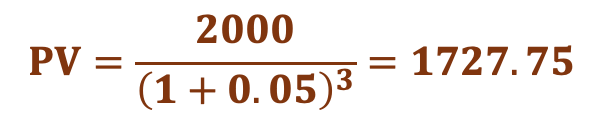 PV = 2000 / (1 + 0.05)³ = 1727.75